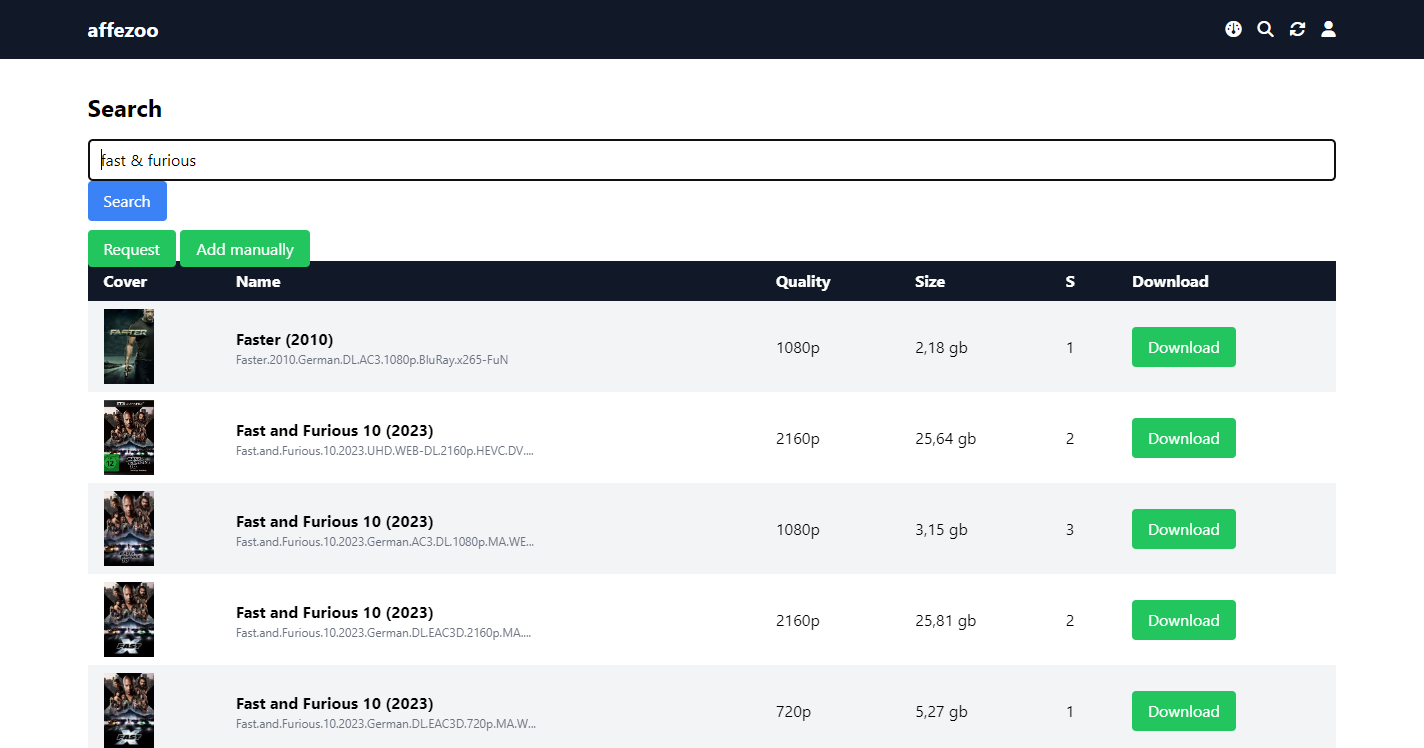 affezoo
Search
fast & furious
Search
Request Add manually
Cover Name Quality Size S Download
FASTER
Faster (2010)
Faster.2010.German.DL.AC3.1080p.BluRay.x265-FuN
1080p 2,18 gb 1 Download
Fast and Furious 10 (2023)
Fast.and.Furious.10.2023.UHD.WEB-DL.2160p.HEVC.DV....
2160p 25,64 gb 2 Download
12
Fast and Furious 10 (2023)
Fast.and.Furious.10.2023.German.AC3.DL.1080p.MA.WE...
1080p 3,15 gb 3 Download
Fast and Furious 10 (2023)
Fast.and.Furious.10.2023.German.DL.EAC3D.2160p.MA....
2160p 25,81 gb 2 Download
FAST X
Fast and Furious 10 (2023)
Fast.and.Furious.10.2023.German.DL.EAC3D.720p.MA.W...
720p 5,27 gb 1 Download
FAST X